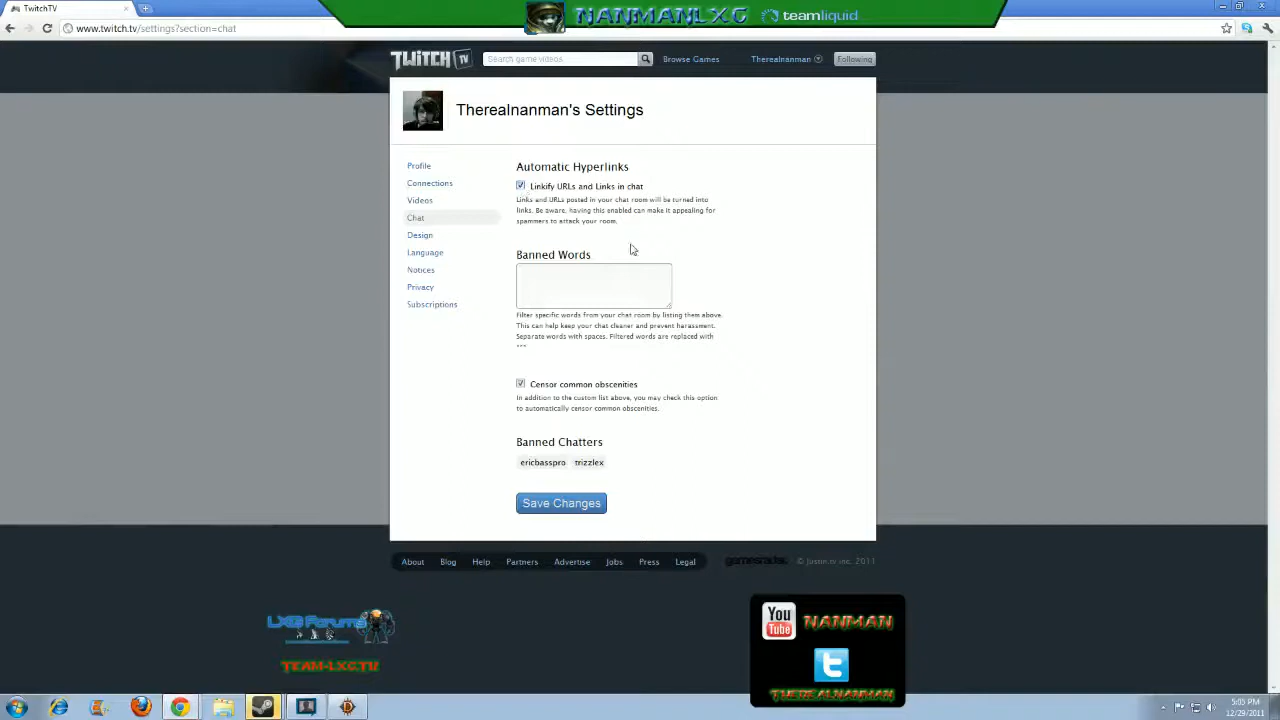 TwitchTV
NANMANLXG
teamliquid
www.twitch.tv/settings?section=chat
TWITCH TV
Search game videos
Browse Games
Therealnanman
Following
Therealnanman's Settings
Profile
Connections
Videos
Chat
Design
Language
Notices
Privacy
Subscriptions
Automatic Hyperlinks
Linkify URLs and Links in chat
Links and URLs posted in your chat room will be turned into
links. Be aware, having this enabled can make it appealing for
spammers to attack your room.
Banned Words
Filter specific words from your chat room by listing them above.
This can help keep your chat cleaner and prevent harassment.
Separate words with spaces. Filtered words are replaced with
***
Censor common obscenities
In addition to the custom list above, you may check this option
to automatically censor common obscenities.
Banned Chatters
ericbasspro trizzlex
Save Changes
About
Blog
Help
Partners
Advertise
Jobs
Press
Legal
© Justin.tv Inc. 2011
LXG Forums
TEAM-LXG.TV
You
Tube
NANMAN
THEREALNANMAN
5:05 PM
12/29/2011